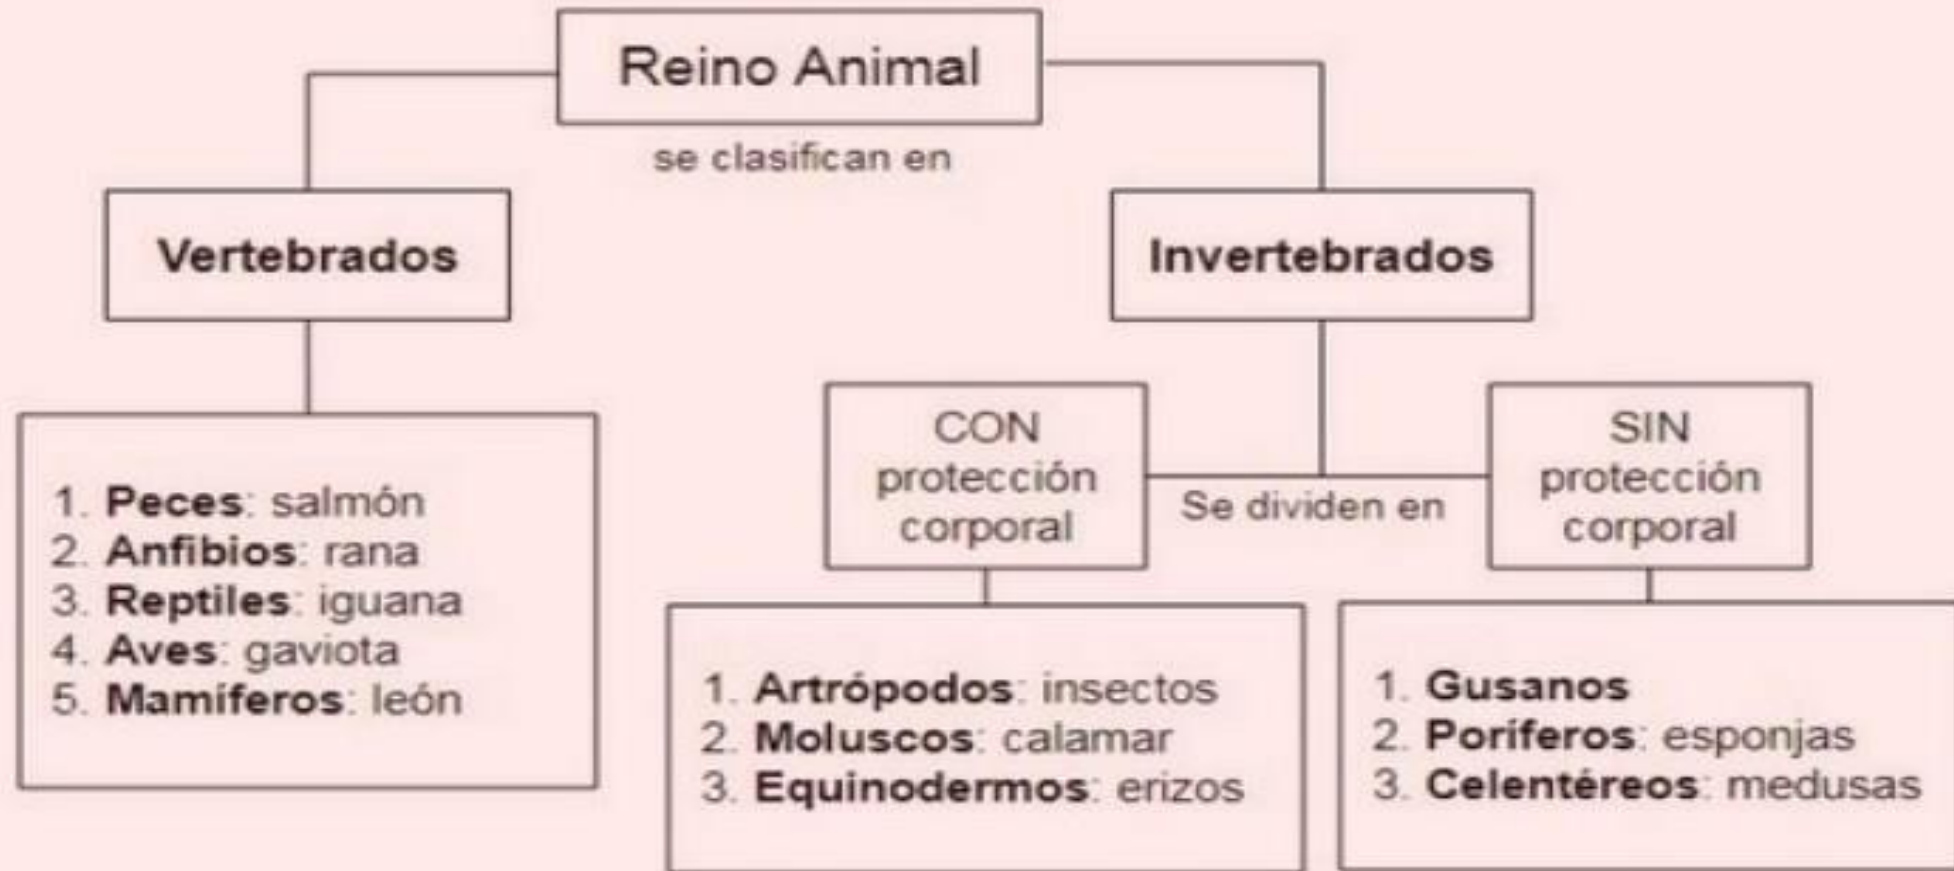 Reino Animal
se clasifican en
Vertebrados
Invertebrados
1. Peces: salmón
2. Anfibios: rana
3. Reptiles: iguana
4. Aves: gaviota
5. Mamíferos: león
CON
protección
corporal
Se dividen en
SIN
protección
corporal
1. Artrópodos: insectos
2. Moluscos: calamar
3. Equinodermos: erizos
1. Gusanos
2. Poríferos: esponjas
3. Celentéreos: medusas